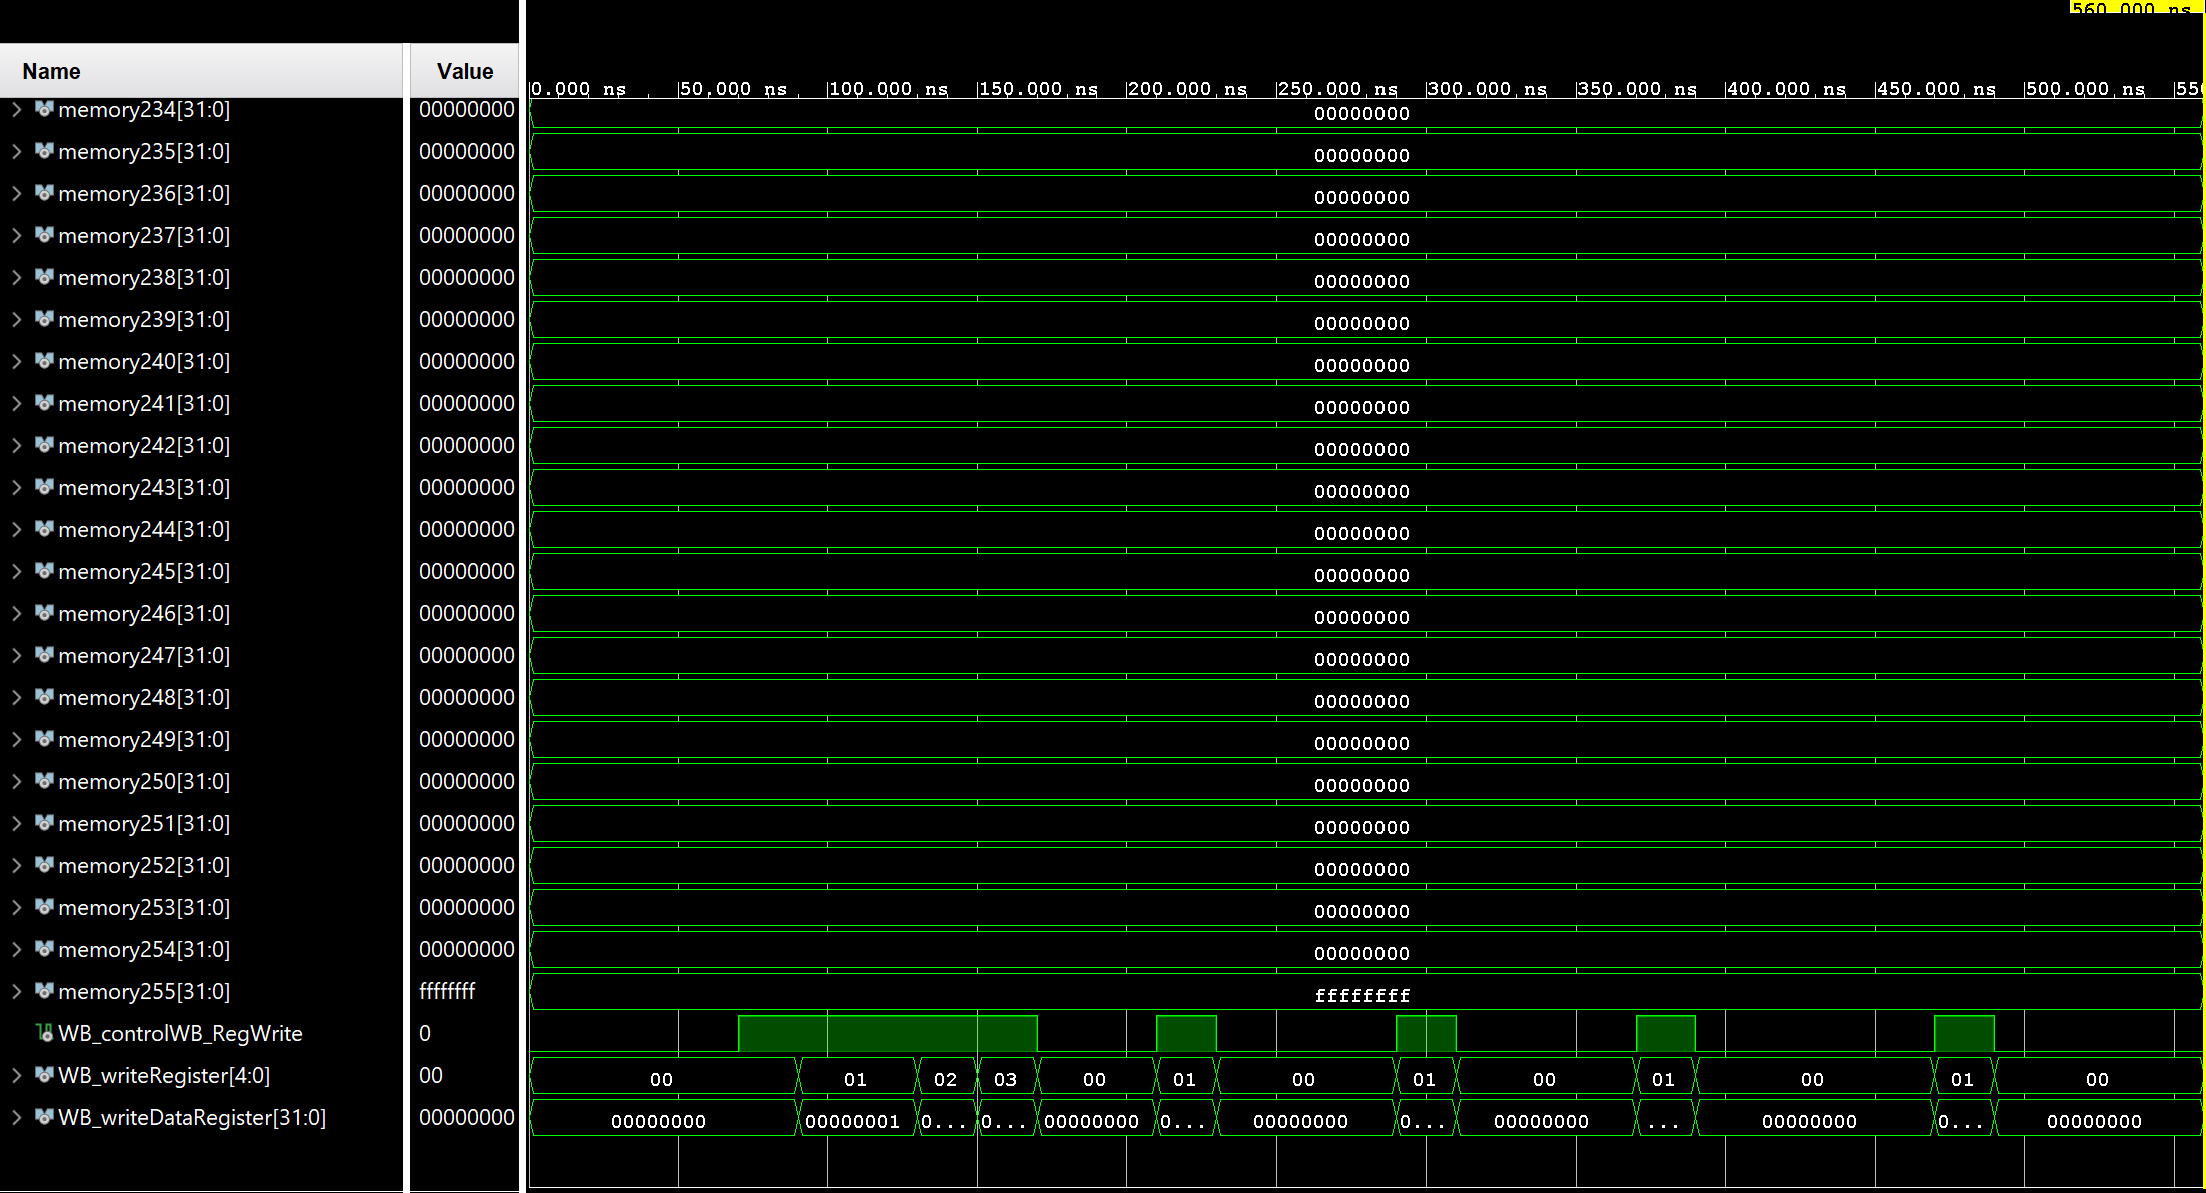 560.000 ns
Name Value
0.000 ns 50.000 ns 100.000 ns 150.000 ns 200.000 ns 250.000 ns 300.000 ns 350.000 ns 400.000 ns 450.000 ns 500.000 ns 550
memory234[31:0] 00000000 00000000
memory235[31:0] 00000000 00000000
memory236[31:0] 00000000 00000000
memory237[31:0] 00000000 00000000
memory238[31:0] 00000000 00000000
memory239[31:0] 00000000 00000000
memory240[31:0] 00000000 00000000
memory241[31:0] 00000000 00000000
memory242[31:0] 00000000 00000000
memory243[31:0] 00000000 00000000
memory244[31:0] 00000000 00000000
memory245[31:0] 00000000 00000000
memory246[31:0] 00000000 00000000
memory247[31:0] 00000000 00000000
memory248[31:0] 00000000 00000000
memory249[31:0] 00000000 00000000
memory250[31:0] 00000000 00000000
memory251[31:0] 00000000 00000000
memory252[31:0] 00000000 00000000
memory253[31:0] 00000000 00000000
memory254[31:0] 00000000 00000000
memory255[31:0] ffffffff ffffffff
WB_controlWB_RegWrite 0
WB_writeRegister[4:0] 00 00 01 02 03 00 01 00 01 00 01 00 01 00
WB_writeDataRegister[31:0] 00000000 00000000 00000001 0... 0... 00000000 0... 00000000 0... 00000000 ... 00000000 0... 00000000